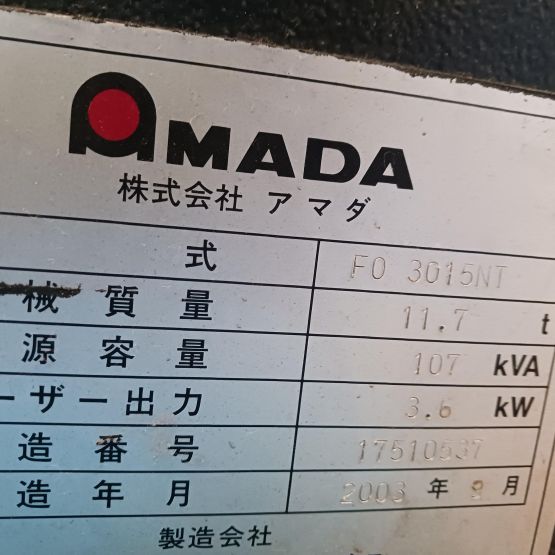 AMADA
株式会社 アマダ
式 FO 3015NT
械質量 11.7 t
源容量 107 kVA
ーザー出力 3.6 kW
造番号 17510537
造年月 2003 年 月
製造会社